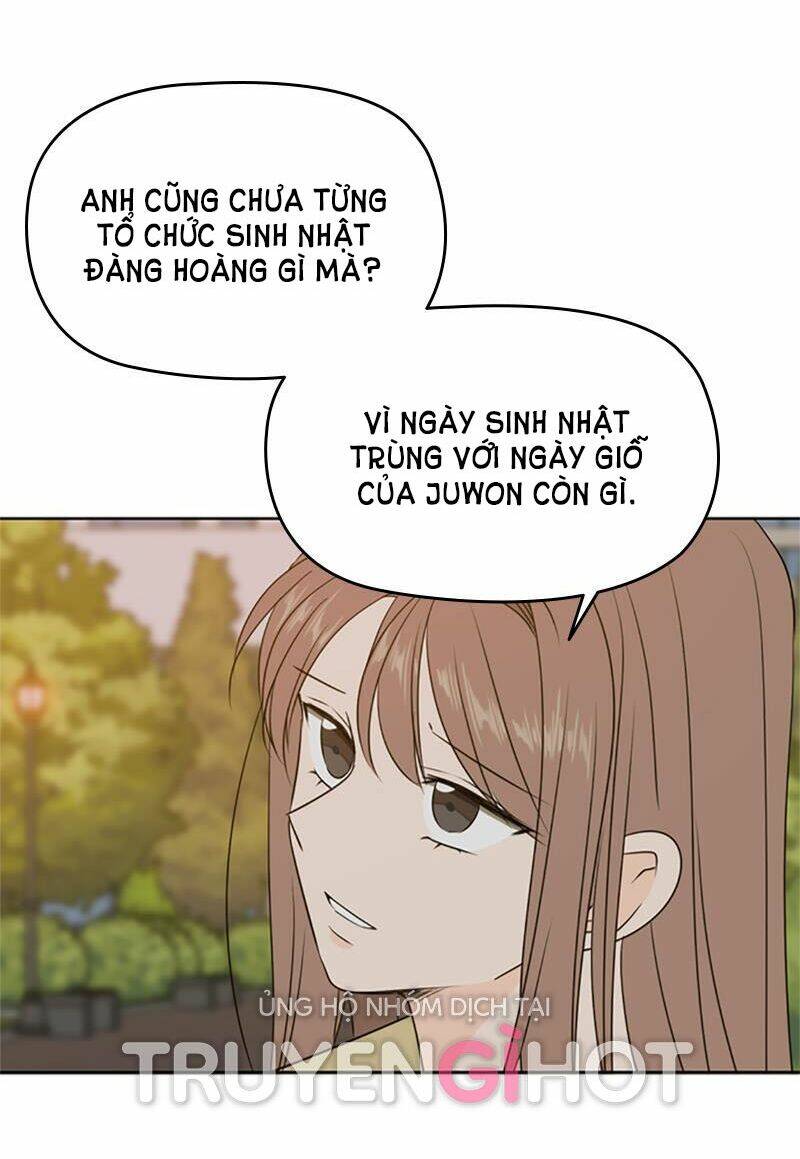 ANH CŨNG CHƯA TỪNG
TỔ CHỨC SINH NHẬT
ĐÀNG HOÀNG GÌ MÀ?
VÌ NGÀY SINH NHẬT
TRÙNG VỚI NGÀY GIỖ
CỦA JUWON CÒN GÌ.
ỦNG HỘ NHÓM DỊCH TẠI
TRUYENGIHOT